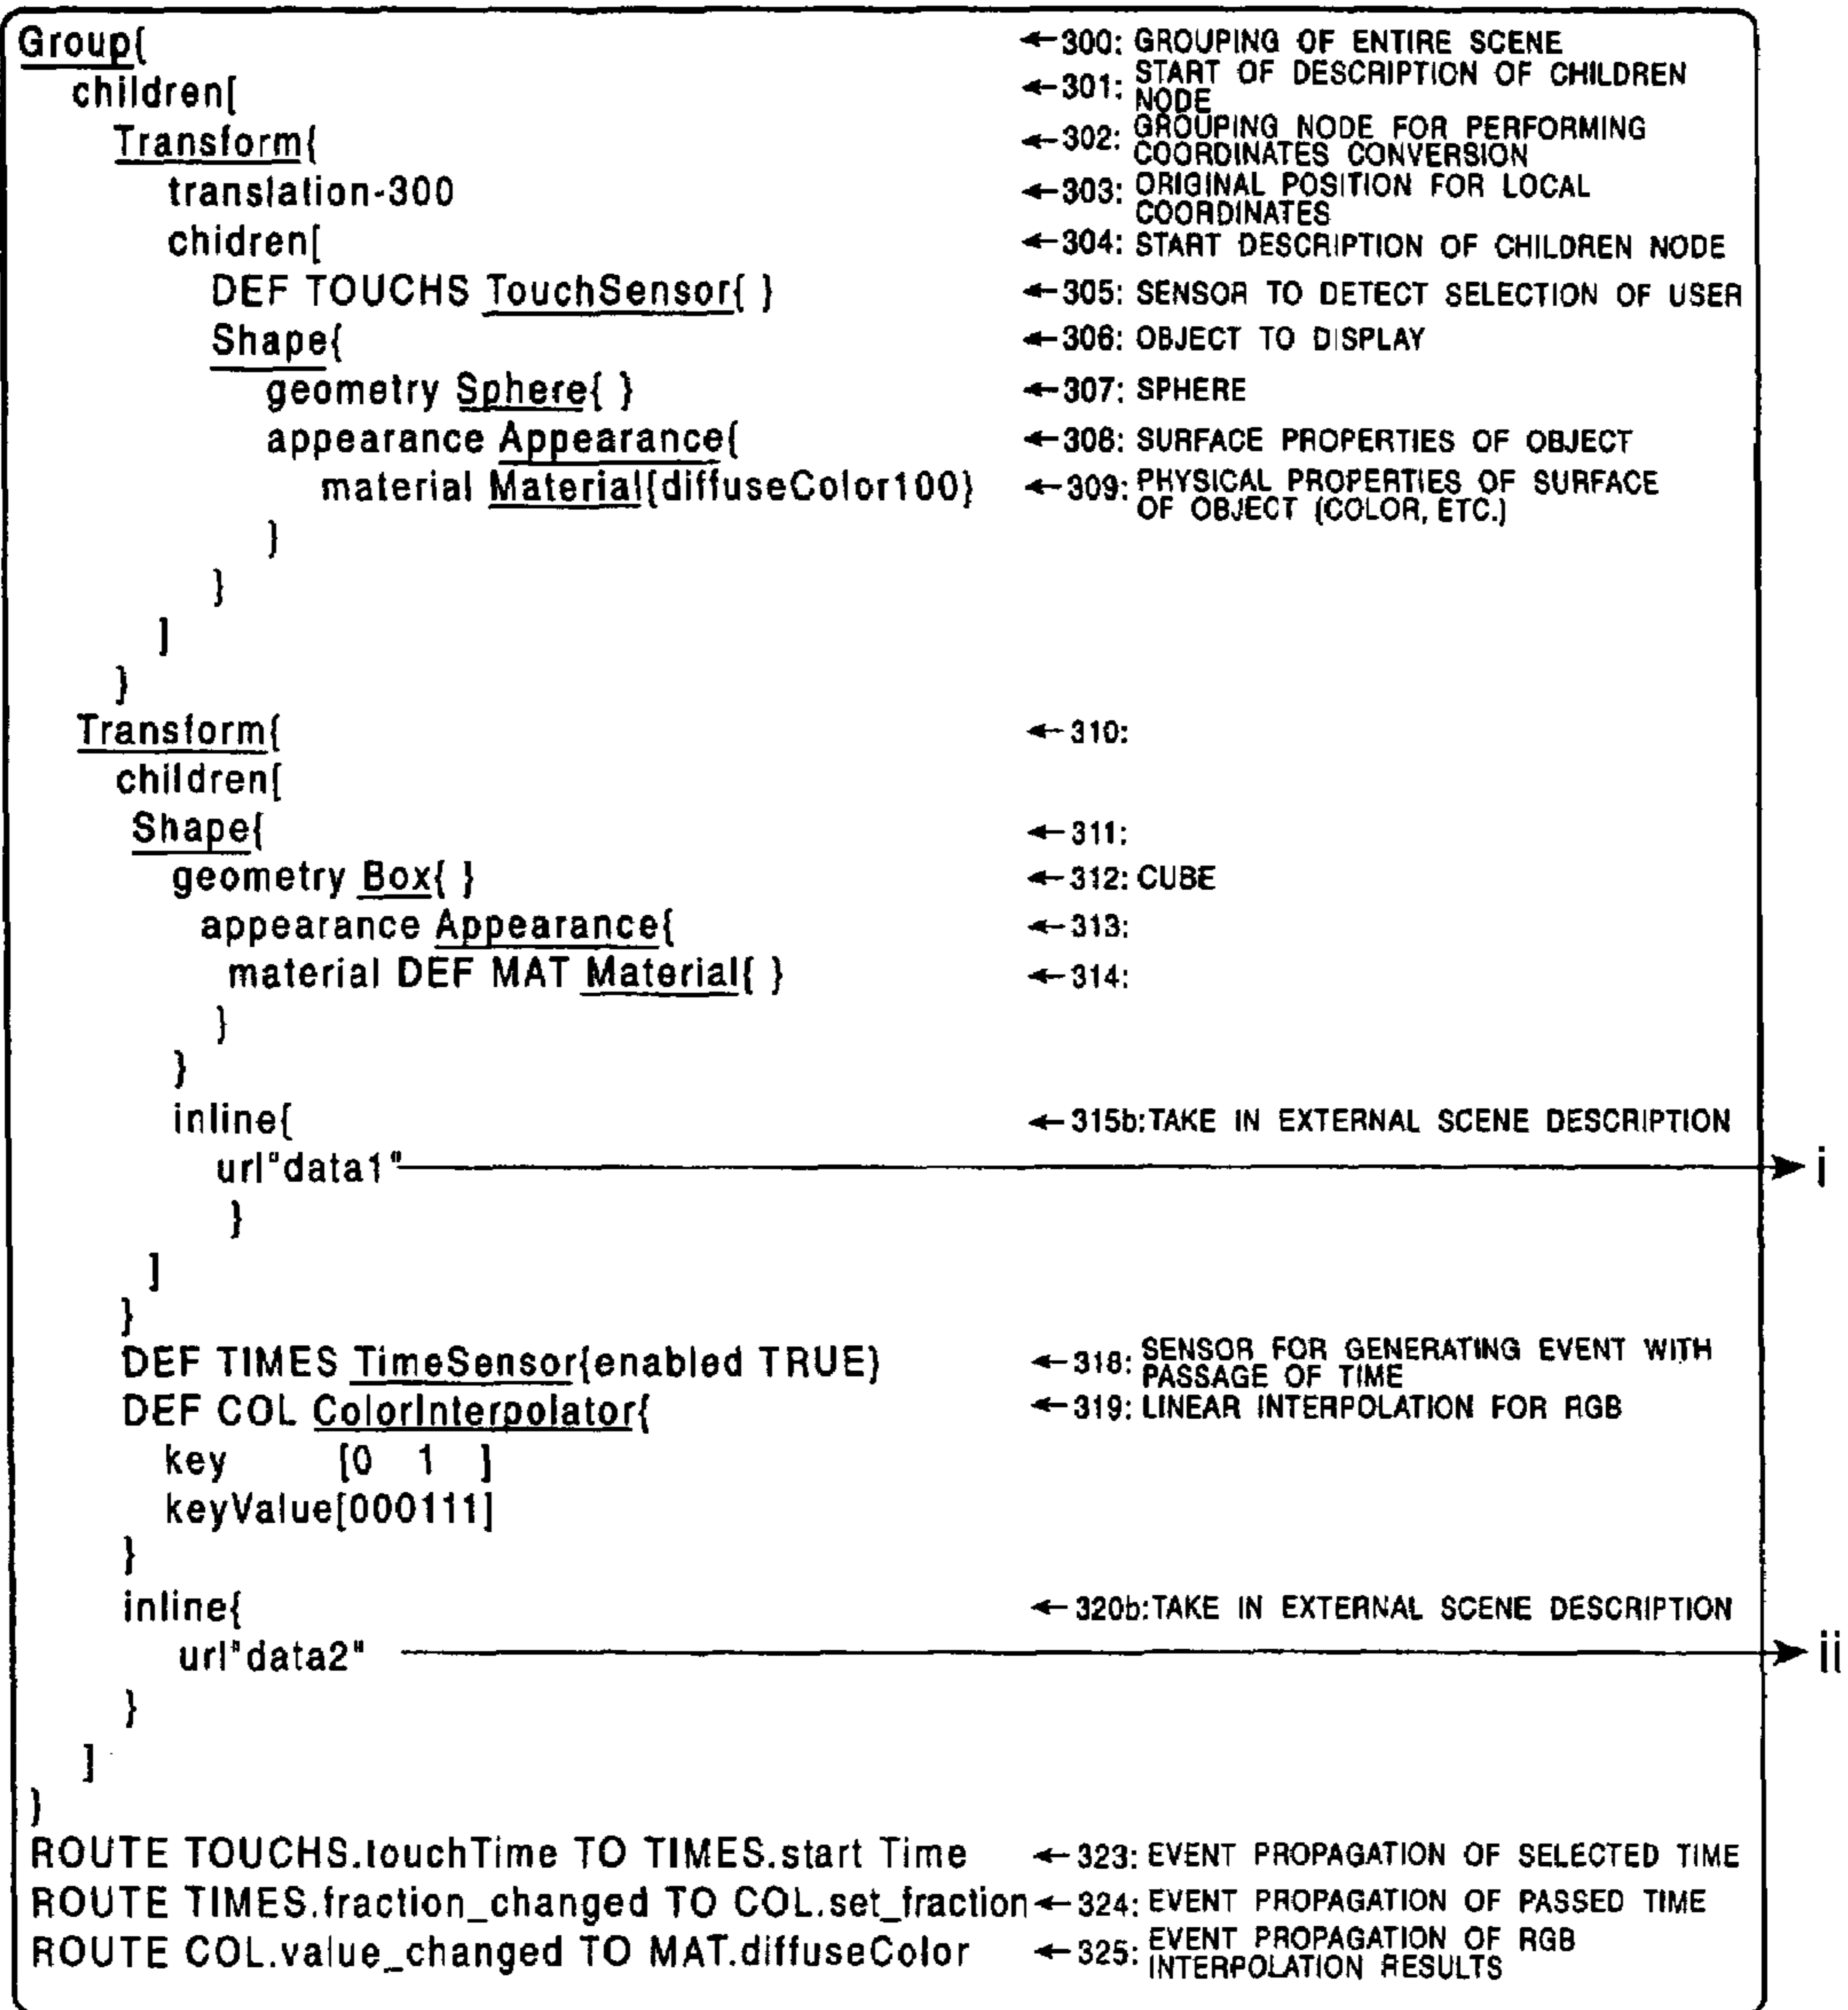 Group{ ←300: GROUPING OF ENTIRE SCENE
children[ ←301: START OF DESCRIPTION OF CHILDREN NODE
Transform{ ←302: GROUPING NODE FOR PERFORMING COORDINATES CONVERSION
translation-300 ←303: ORIGINAL POSITION FOR LOCAL COORDINATES
chidren[ ←304: START DESCRIPTION OF CHILDREN NODE
DEF TOUCHS TouchSensor{ } ←305: SENSOR TO DETECT SELECTION OF USER
Shape{ ←306: OBJECT TO DISPLAY
geometry Sphere{ } ←307: SPHERE
appearance Appearance{ ←308: SURFACE PROPERTIES OF OBJECT
material Material{diffuseColor100} ←309: PHYSICAL PROPERTIES OF SURFACE OF OBJECT (COLOR, ETC.)
}
}
]
}
Transform{ ←310:
children[
Shape{ ←311:
geometry Box{ } ←312: CUBE
appearance Appearance{ ←313:
material DEF MAT Material{ } ←314:
}
}
inline{ ←315b:TAKE IN EXTERNAL SCENE DESCRIPTION
url"data1" → i
}
]
}
DEF TIMES TimeSensor{enabled TRUE} ←318: SENSOR FOR GENERATING EVENT WITH PASSAGE OF TIME
DEF COL ColorInterpolator{ ←319: LINEAR INTERPOLATION FOR RGB
key [0 1 ]
keyValue[000111]
}
inline{ ←320b:TAKE IN EXTERNAL SCENE DESCRIPTION
url"data2" → ii
}
]
}
ROUTE TOUCHS.touchTime TO TIMES.start Time ←323: EVENT PROPAGATION OF SELECTED TIME
ROUTE TIMES.fraction_changed TO COL.set_fraction ←324: EVENT PROPAGATION OF PASSED TIME
ROUTE COL.value_changed TO MAT.diffuseColor ←325: EVENT PROPAGATION OF RGB INTERPOLATION RESULTS